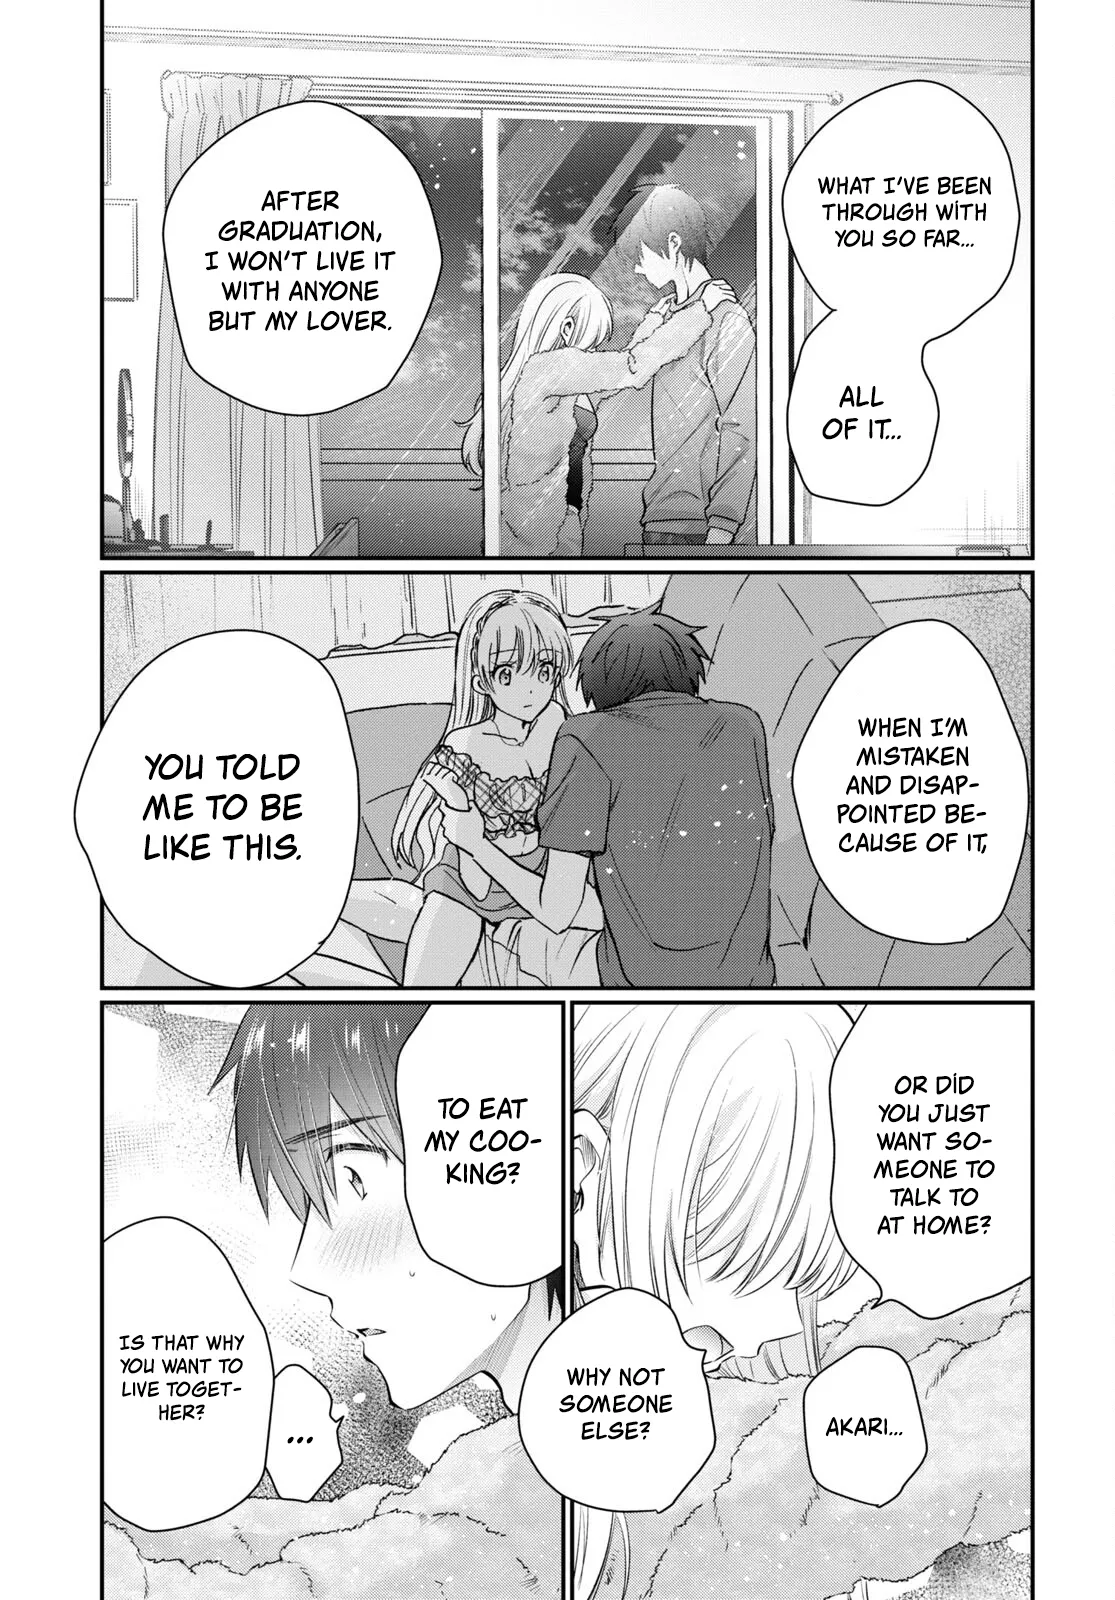 WHAT I'VE BEEN
THROUGH WITH
YOU SO FAR...
ALL
OF IT...
AFTER
GRADUATION,
I WON'T LIVE IT
WITH ANYONE
BUT MY LOVER.
WHEN I'M
MISTAKEN
AND DISAP-
POINTED BE-
CAUSE OF IT,
YOU TOLD
ME TO BE
LIKE THIS.
OR DID
YOU JUST
WANT SO-
MEONE TO
TALK TO
AT HOME?
AKARI...
WHY NOT
SOMEONE
ELSE?
TO EAT
MY COO-
KING?
...
IS THAT WHY
YOU WANT TO
LIVE TOGET-
HER?